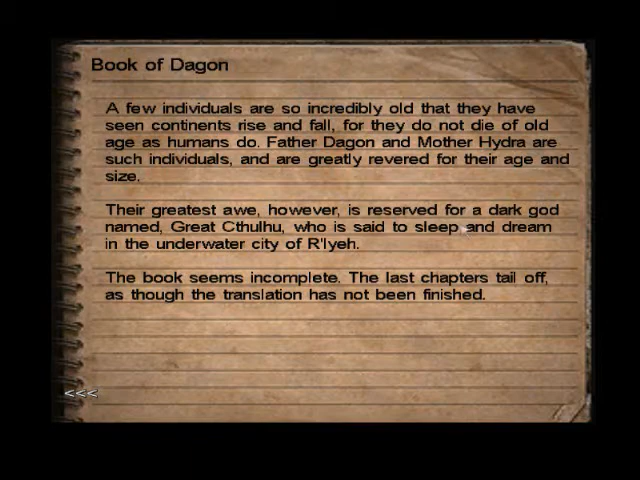 Book of Dagon
A few individuals are so incredibly old that they have
seen continents rise and fall, for they do not die of old
age as humans do. Father Dagon and Mother Hydra are
such individuals, and are greatly revered for their age and
size.
Their greatest awe, however, is reserved for a dark god
named, Great Cthulhu, who is said to sleep and dream
in the underwater city of R'lyeh.
The book seems incomplete. The last chapters tail off,
as though the translation has not been finished.
<<<